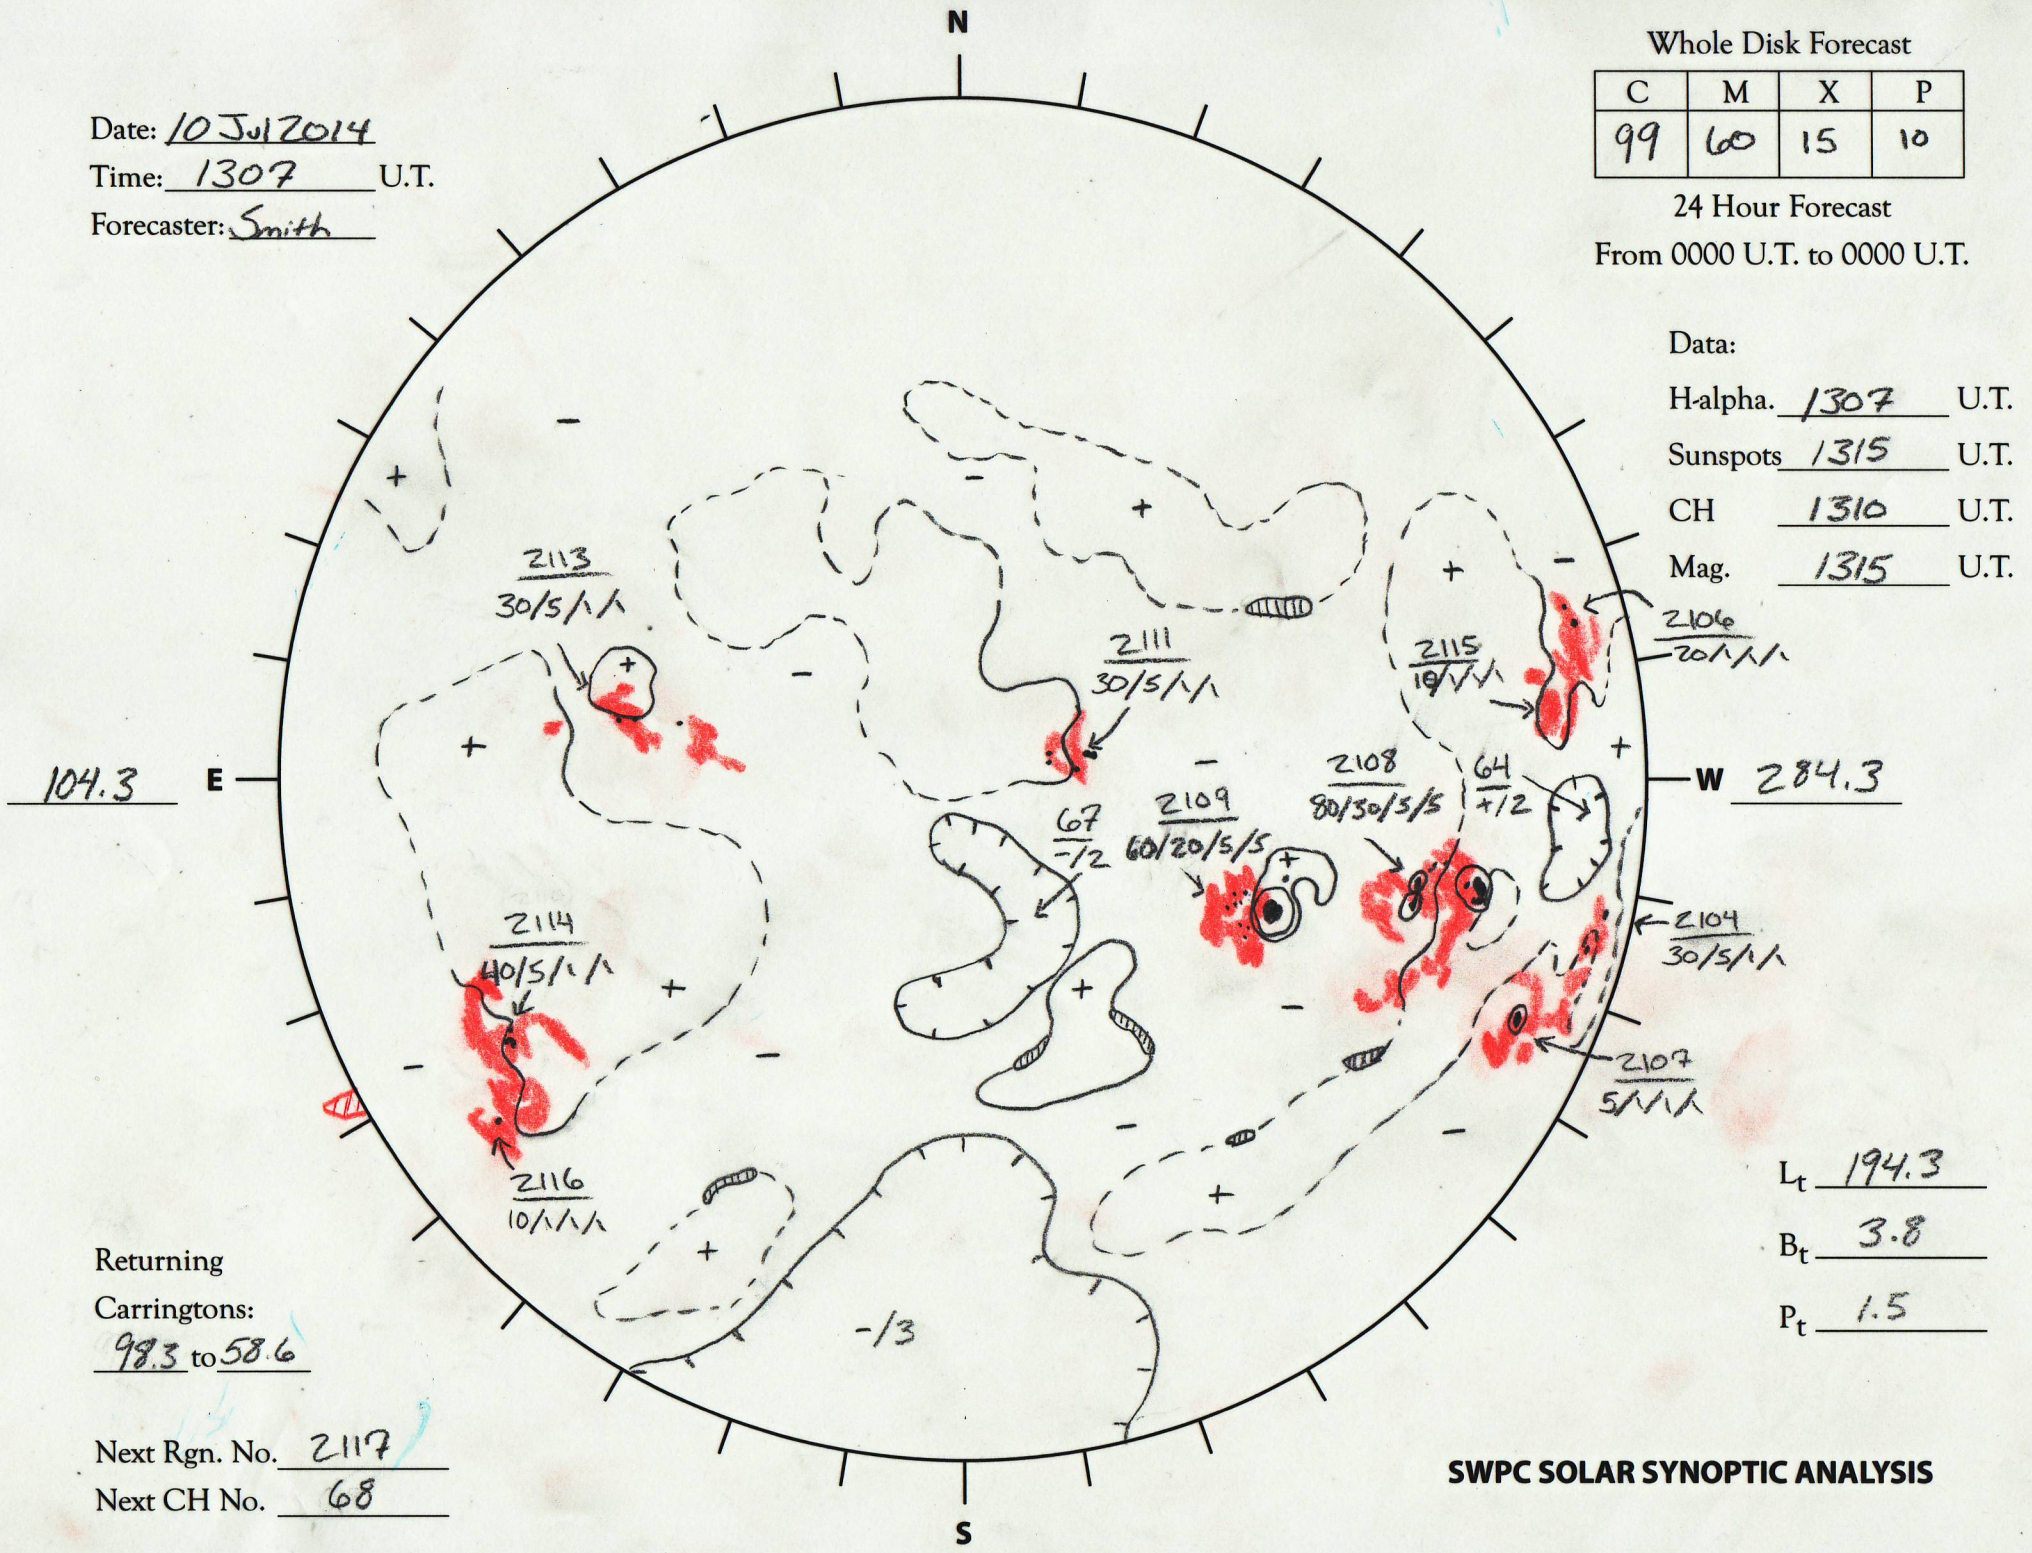 N
Date: 10 Jul 2014
Time: 1307 U.T.
Forecaster: Smith
Whole Disk Forecast
C M X P
99 60 15 10
24 Hour Forecast
From 0000 U.T. to 0000 U.T.
Data:
H-alpha. 1307 U.T.
Sunspots 1315 U.T.
CH 1310 U.T.
Mag. 1315 U.T.
2113
30/5/\/\
2111
30/5/\/\
2115
10/\/\/\
2106
20/\/\/\
104.3 E
W 284.3
2109
60/20/5/5
2108
80/30/5/5
64
+/2
67
-/2
2114
40/5/\/\
2104
30/5/\/\
2107
5/\/\/\
2116
10/\/\/\
-/3
Lt 194.3
Bt 3.8
Pt 1.5
Returning
Carringtons:
98.3 to 58.6
Next Rgn. No. 2117
Next CH No. 68
SWPC SOLAR SYNOPTIC ANALYSIS
S